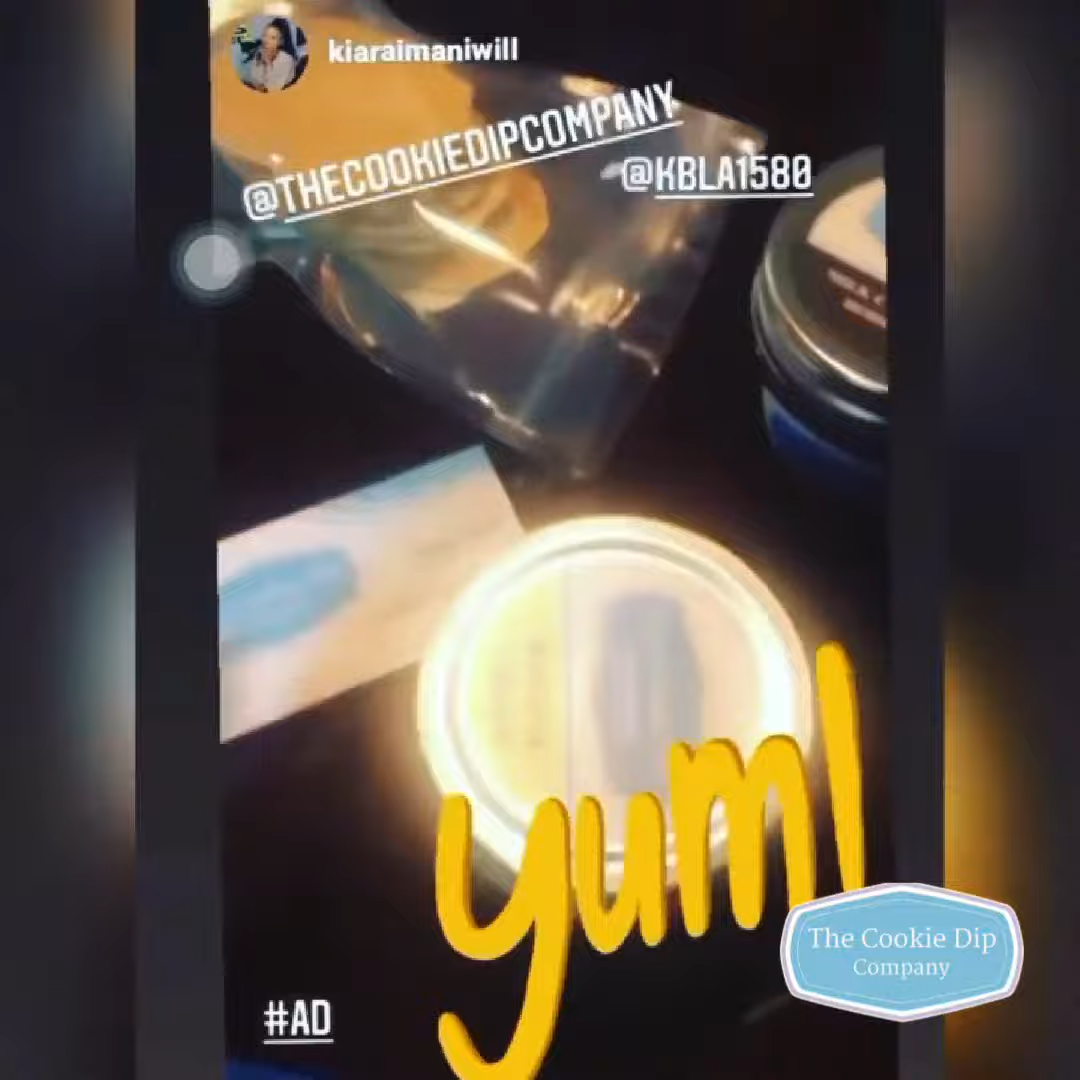 kiaraimaniwill
@THECOOKIEDIPCOMPANY
@KBLA1580
yum!
The Cookie Dip
Company
#AD